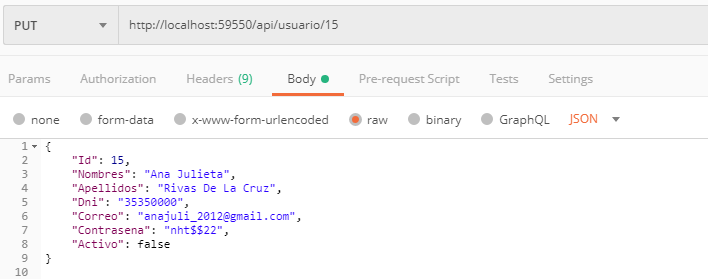 PUT http://localhost:59550/api/usuario/15
Params Authorization Headers (9) Body Pre-request Script Tests Settings
none form-data x-www-form-urlencoded raw binary GraphQL JSON
1 {
2 "Id": 15,
3 "Nombres": "Ana Julieta",
4 "Apellidos": "Rivas De La Cruz",
5 "Dni": "35350000",
6 "Correo": "anajuli_2012@gmail.com",
7 "Contrasena": "nht$$22",
8 "Activo": false
9 }
10